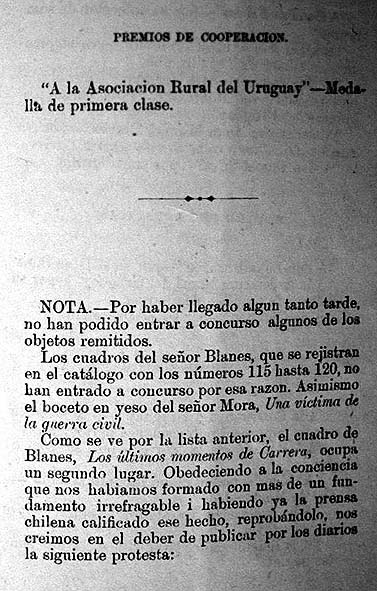 PREMIOS DE COOPERACION.
"A la Asociacion Rural del Uruguay"—Meda-
lla de primera clase.
NOTA.—Por haber llegado algun tanto tarde,
no han podido entrar a concurso algunos de los
objetos remitidos.
Los cuadros del señor Blanes, que se rejistran
en el catálogo con los números 115 hasta 120, no
han entrado a concurso por esa razon. Asimismo
el boceto en yeso del señor Mora, Una víctima de
la guerra civil.
Como se ve por la lista anterior, el cuadro de
Blanes, Los últimos momentos de Carrera, ocupa
un segundo lugar. Obedeciendo a la conciencia
que nos habiamos formado con mas de un fun-
damento irrefragable i habiendo ya la prensa
chilena calificado ese hecho, reprobándolo, nos
creimos en el deber de publicar por los diarios
la siguiente protesta: